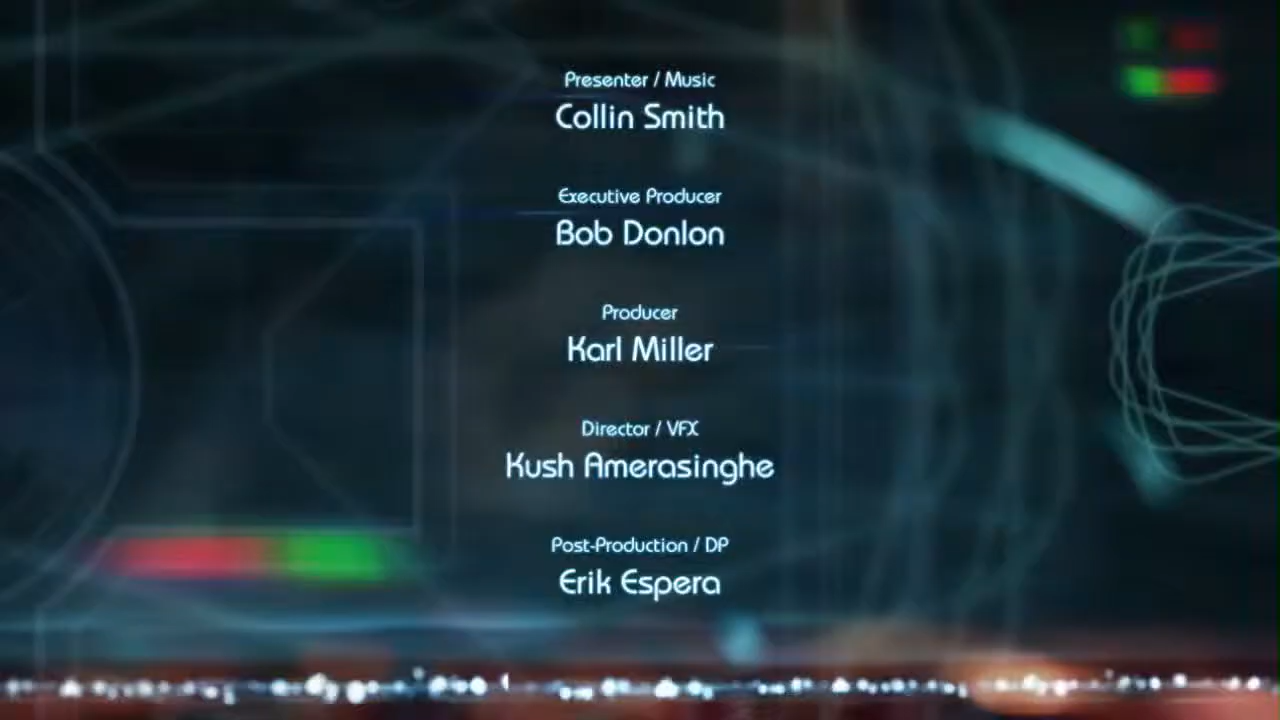 Presenter / Music
Collin Smith
Executive Producer
Bob Donlon
Producer
Karl Miller
Director / VFX
Kush Amerasinghe
Post-Production / DP
Erik Espera